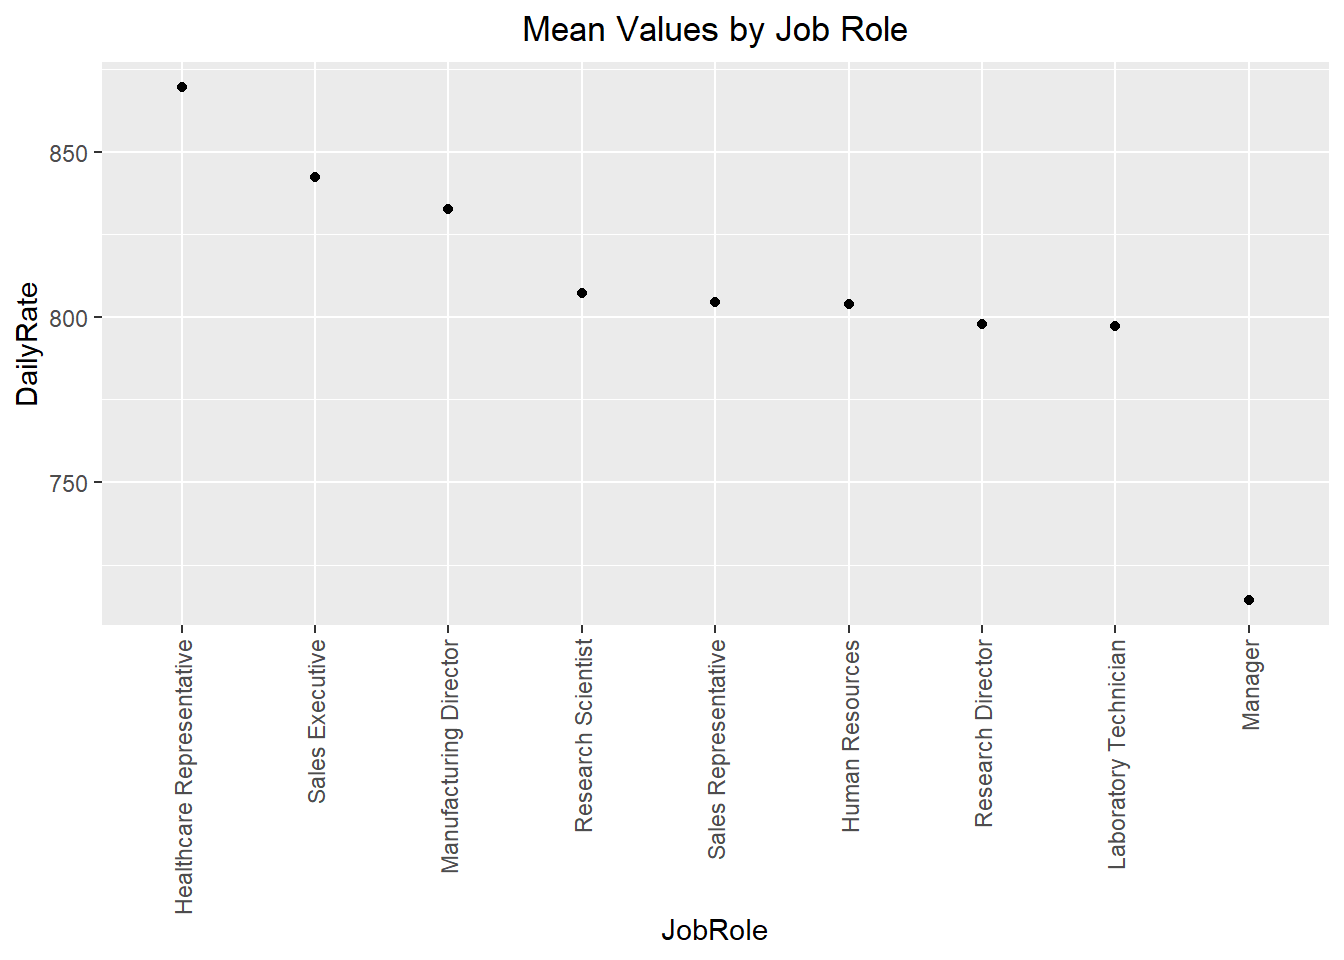 Mean Values by Job Role
DailyRate
850
800
750
Healthcare Representative
Sales Executive
Manufacturing Director
Research Scientist
Sales Representative
Human Resources
Research Director
Laboratory Technician
Manager
JobRole